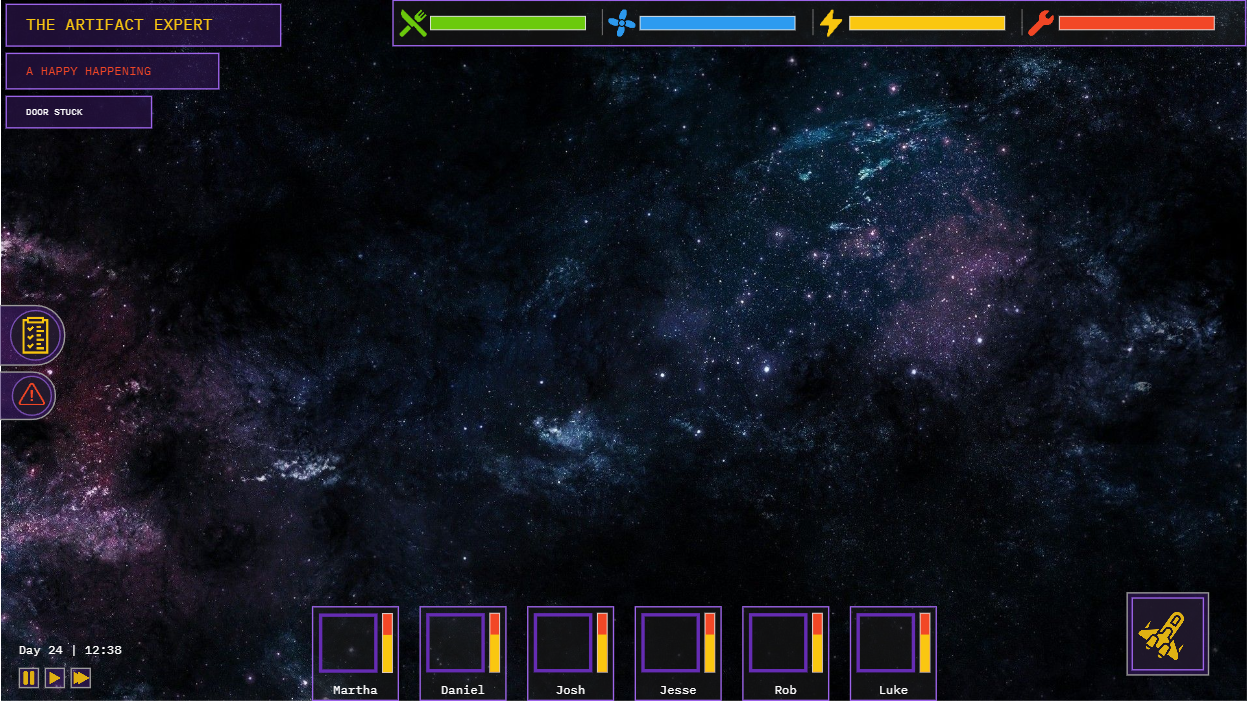 THE ARTIFACT EXPERT
A HAPPY HAPPENING
DOOR STUCK
Day 24 | 12:38
Martha
Daniel
Josh
Jesse
Rob
Luke